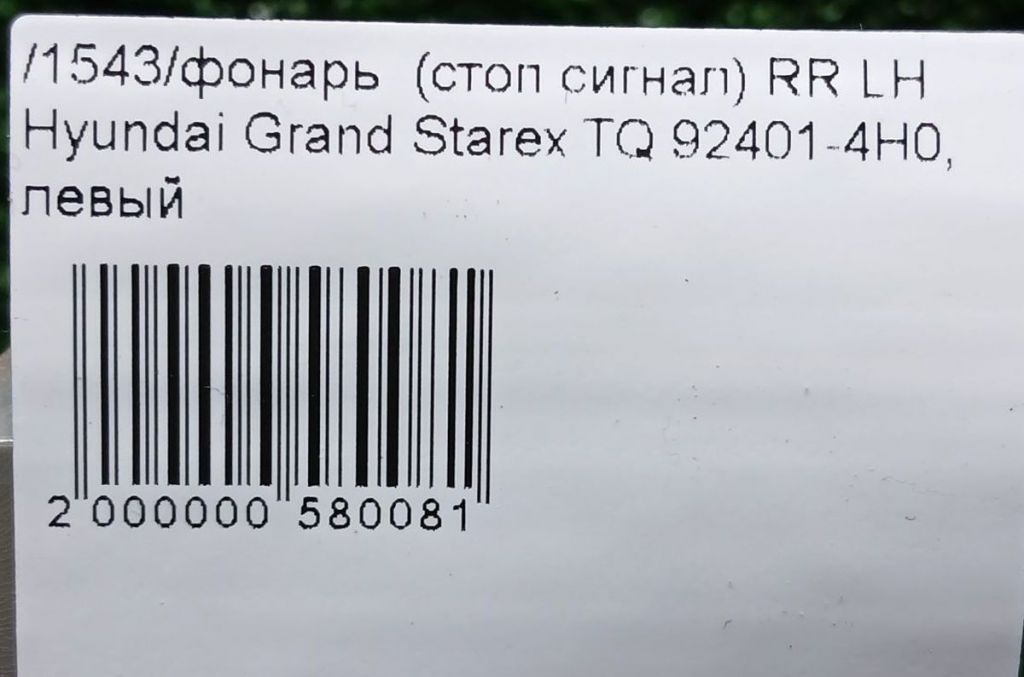 /1543/фонарь (стоп сигнал) RR LH
Hyundai Grand Starex TQ 92401-4H0,
левый
2 000000 580081